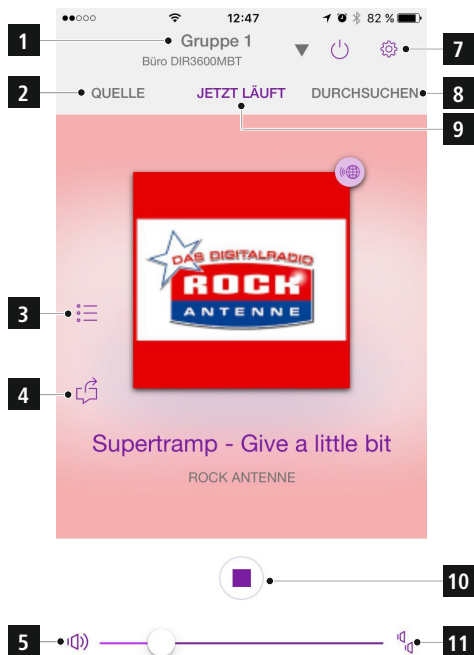 12:47
82 %
1
Gruppe 1
Büro DIR3600MBT
7
2
QUELLE
JETZT LÄUFT
DURCHSUCHEN
8
9
DAS DIGITALRADIO
ROCK
ANTENNE
3
4
Supertramp - Give a little bit
ROCK ANTENNE
10
5
11